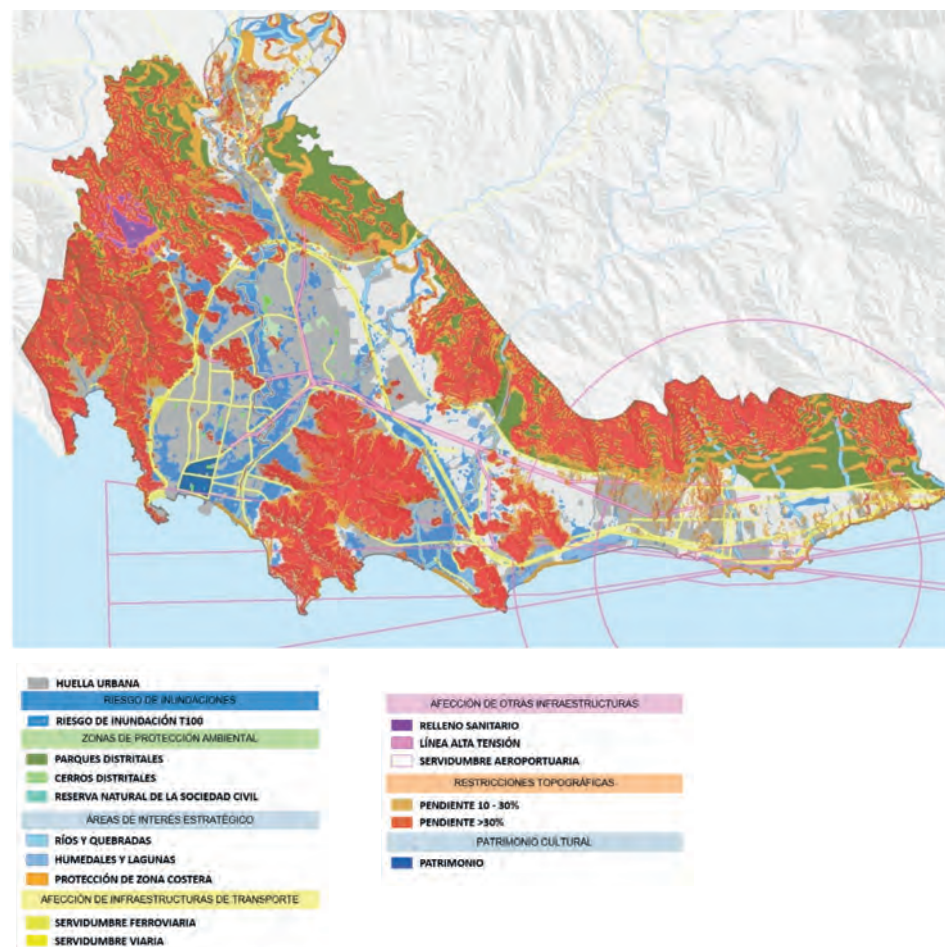 HUELLA URBANA
RIESGO DE INUNDACIONES
RIESGO DE INUNDACIÓN T100
ZONAS DE PROTECCIÓN AMBIENTAL
PARQUES DISTRITALES
CERROS DISTRITALES
RESERVA NATURAL DE LA SOCIEDAD CIVIL
ÁREAS DE INTERÉS ESTRATÉGICO
RÍOS Y QUEBRADAS
HUMEDALES Y LAGUNAS
PROTECCIÓN DE ZONA COSTERA
AFECCIÓN DE INFRAESTRUCTURAS DE TRANSPORTE
SERVIDUMBRE FERROVIARIA
SERVIDUMBRE VIARIA
AFECCIÓN DE OTRAS INFRAESTRUCTURAS
RELLENO SANITARIO
LÍNEA ALTA TENSIÓN
SERVIDUMBRE AEROPORTUARIA
RESTRICCIONES TOPOGRÁFICAS
PENDIENTE 10 - 30%
PENDIENTE >30%
PATRIMONIO CULTURAL
PATRIMONIO